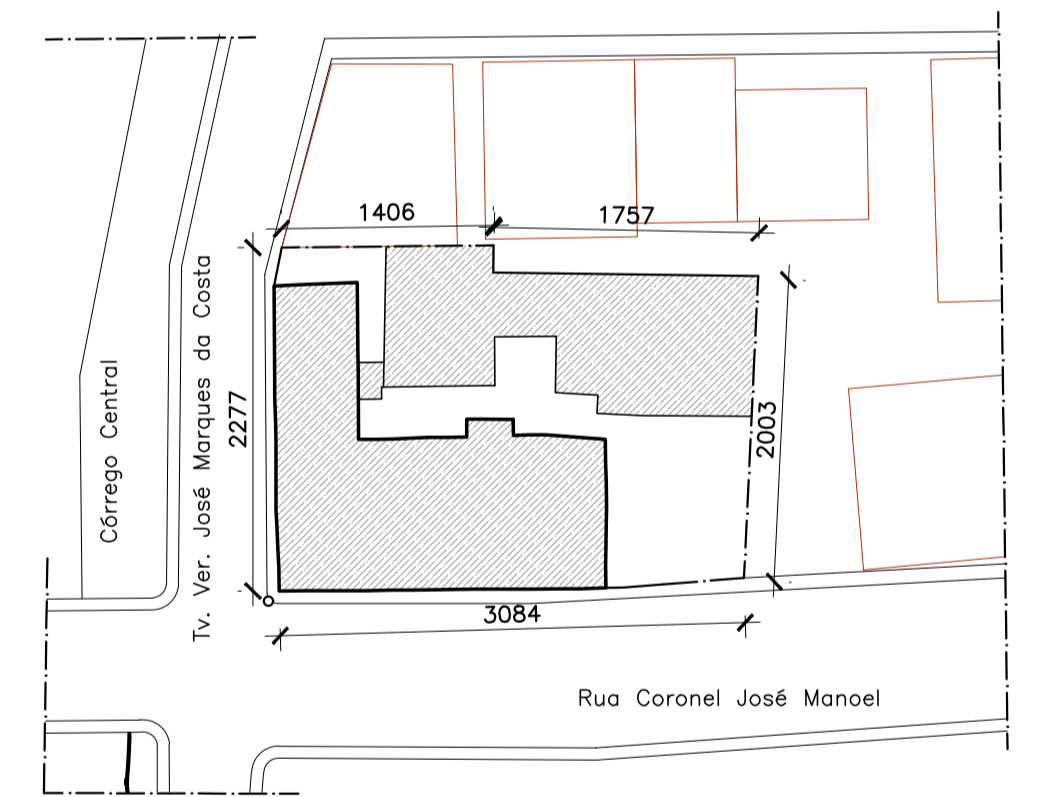 1406
1757
Tv. Ver. José Marques da Costa
Córrego Central
2277
2003
3084
Rua Coronel José Manoel